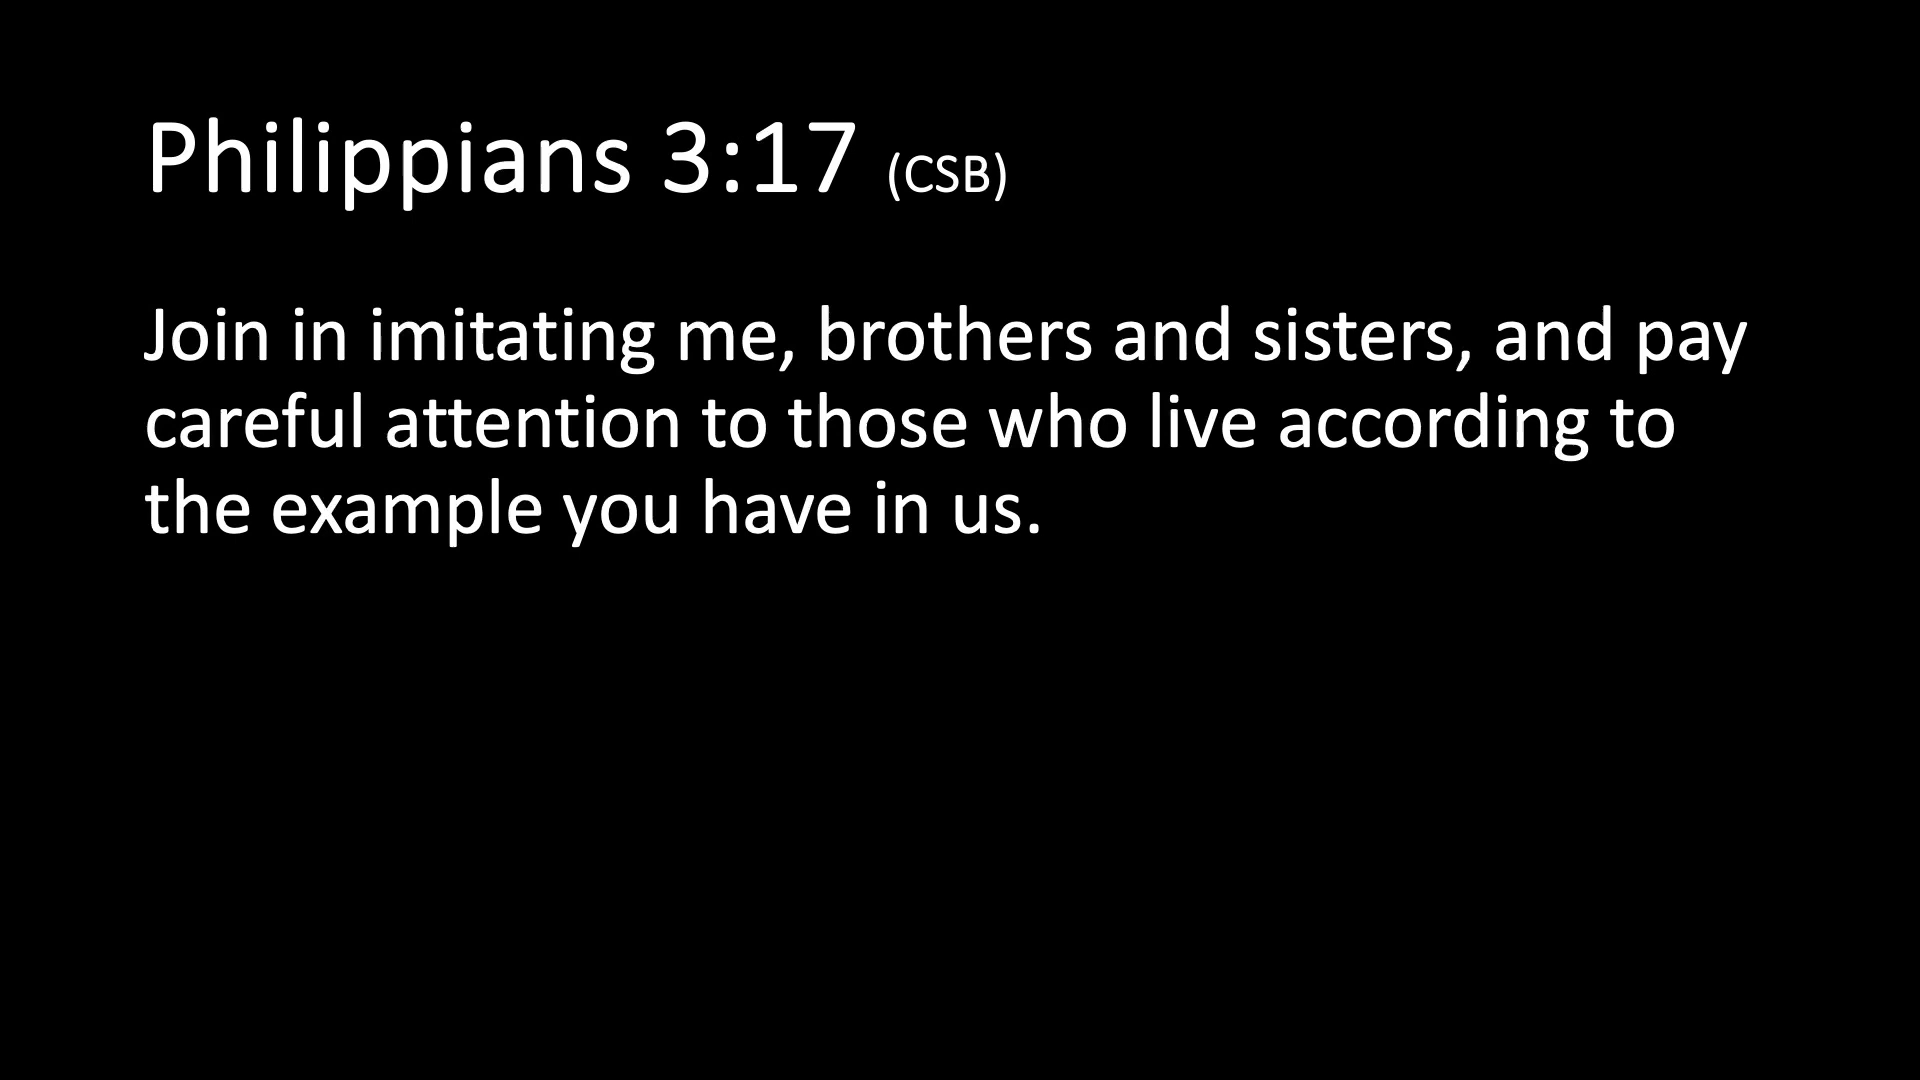 Philippians 3:17 (CSB)
Join in imitating me, brothers and sisters, and pay
careful attention to those who live according to
the example you have in us.